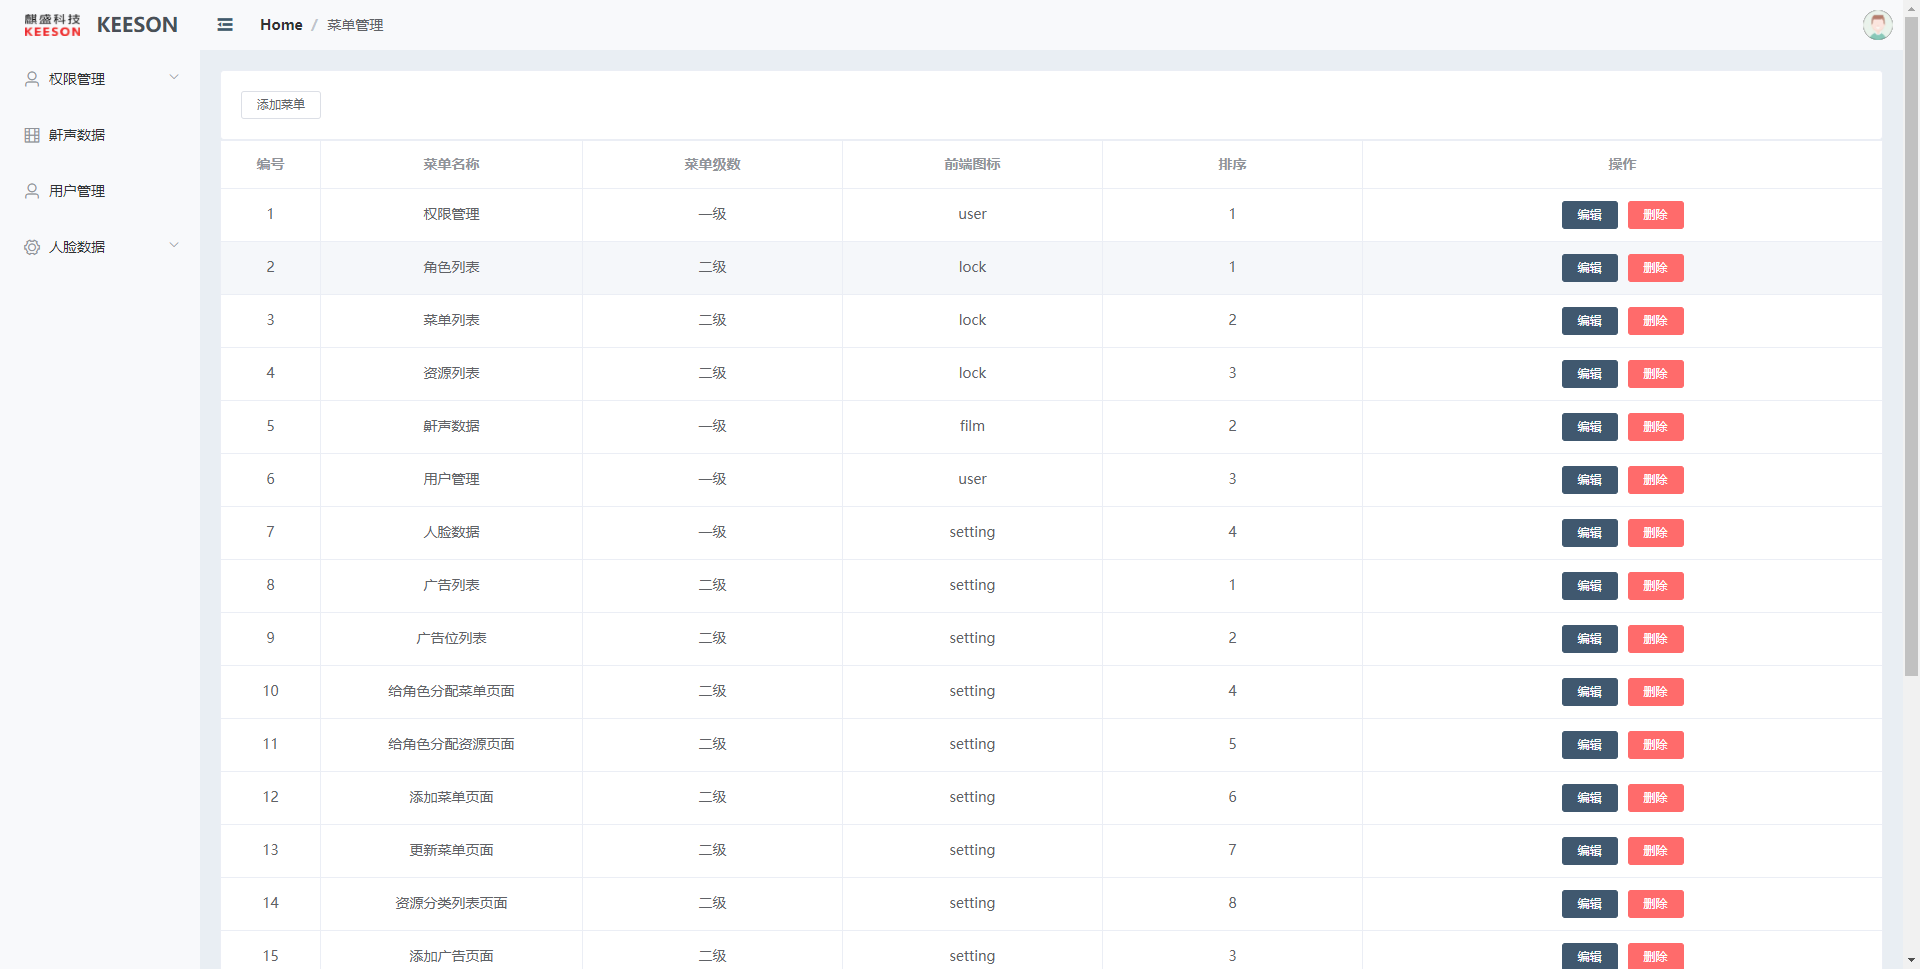 麒盛科技
KEESON
KEESON
Home / 菜单管理
权限管理
鼾声数据
用户管理
人脸数据
添加菜单
编号 菜单名称 菜单级数 前端图标 排序 操作
1 权限管理 一级 user 1 编辑 删除
2 角色列表 二级 lock 1 编辑 删除
3 菜单列表 二级 lock 2 编辑 删除
4 资源列表 二级 lock 3 编辑 删除
5 鼾声数据 一级 film 2 编辑 删除
6 用户管理 一级 user 3 编辑 删除
7 人脸数据 一级 setting 4 编辑 删除
8 广告列表 二级 setting 1 编辑 删除
9 广告位列表 二级 setting 2 编辑 删除
10 给角色分配菜单页面 二级 setting 4 编辑 删除
11 给角色分配资源页面 二级 setting 5 编辑 删除
12 添加菜单页面 二级 setting 6 编辑 删除
13 更新菜单页面 二级 setting 7 编辑 删除
14 资源分类列表页面 二级 setting 8 编辑 删除
15 添加广告页面 二级 setting 3 编辑 删除